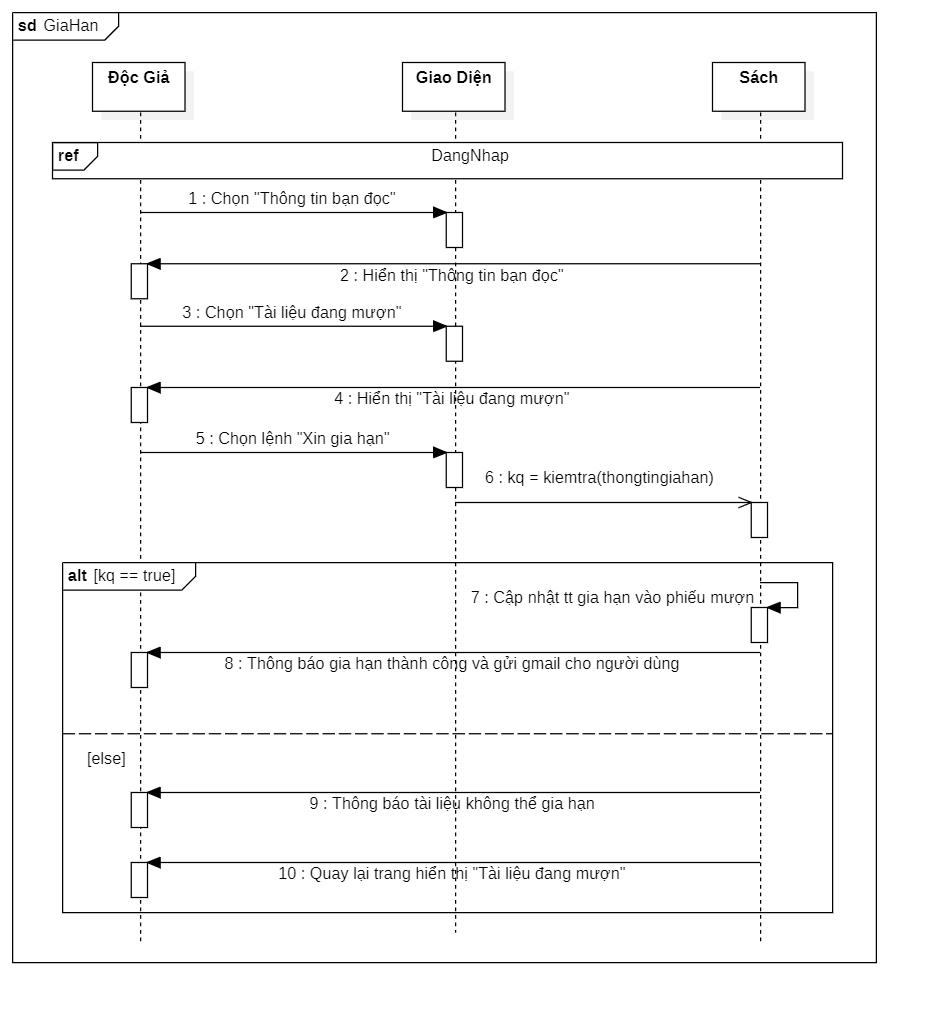 sd GiaHan
Độc Giả
Giao Diện
Sách
ref
DangNhap
1 : Chọn "Thông tin bạn đọc"
2 : Hiển thị "Thông tin bạn đọc"
3 : Chọn "Tài liệu đang mượn"
4 : Hiển thị "Tài liệu đang mượn"
5 : Chọn lệnh "Xin gia hạn"
6 : kq = kiemtra(thongtingiahan)
alt [kq == true]
7 : Cập nhật tt gia hạn vào phiếu mượn
8 : Thông báo gia hạn thành công và gửi gmail cho người dùng
[else]
9 : Thông báo tài liệu không thể gia hạn
10 : Quay lại trang hiển thị "Tài liệu đang mượn"